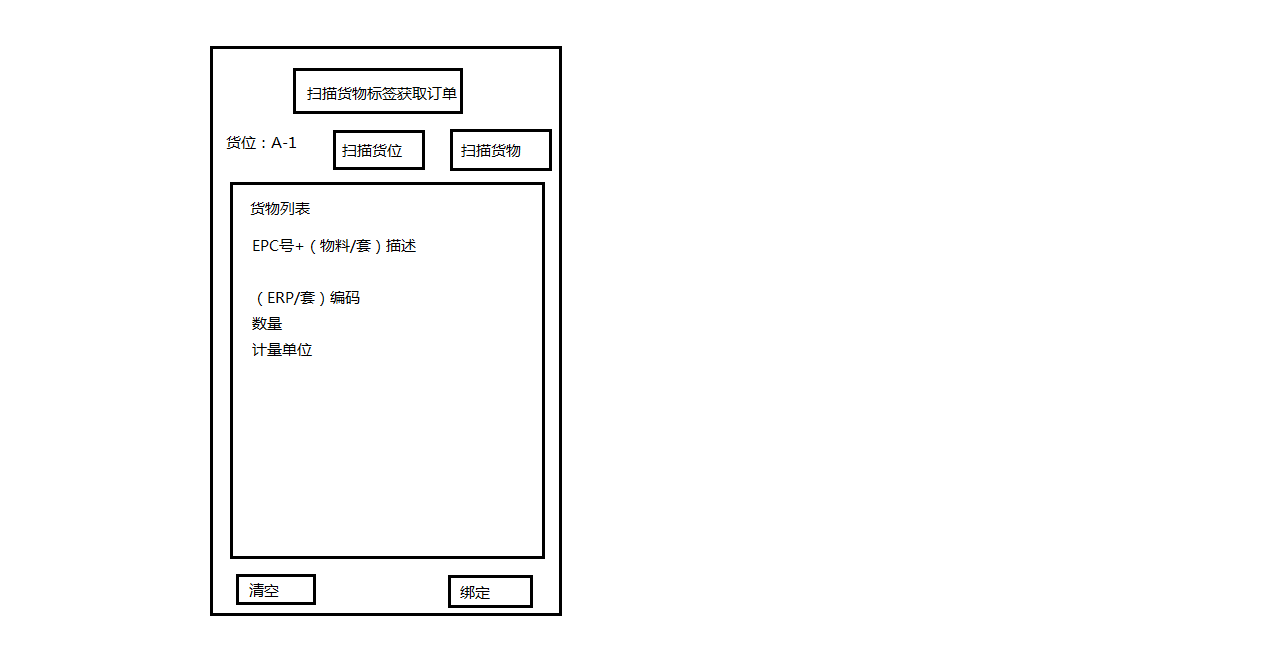 扫描货物标签获取订单
货位：A-1
扫描货位
扫描货物
货物列表
EPC号+（物料/套）描述
（ERP/套）编码
数量
计量单位
清空
绑定